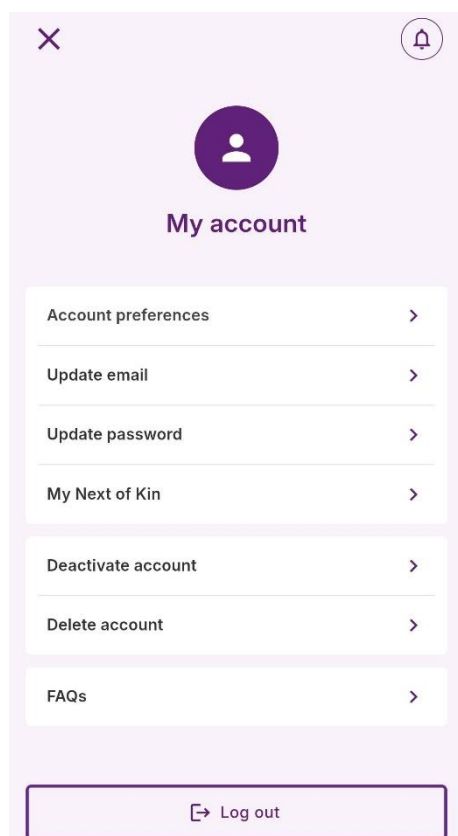 My account
Account preferences
Update email
Update password
My Next of Kin
Deactivate account
Delete account
FAQs
Log out